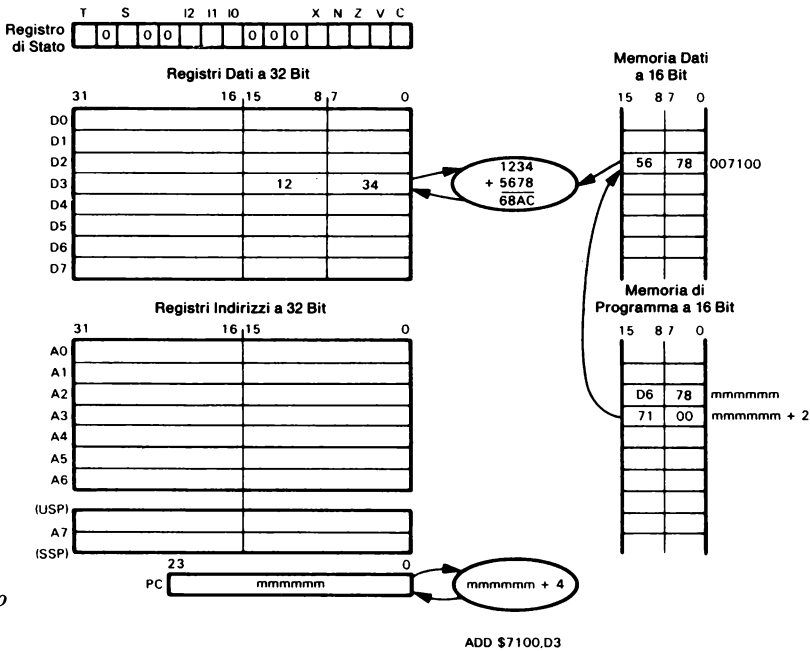 T S I2 I1 I0 X N Z V C
Registro di Stato
0 0 0 0 0 0
Registri Dati a 32 Bit
31 16 15 8 7 0
D0
D1
D2
D3 12 34
D4
D5
D6
D7
1234
+ 5678
68AC
Memoria Dati
a 16 Bit
15 8 7 0
56 78 007100
Registri Indirizzi a 32 Bit
31 16 15 0
A0
A1
A2
A3
A4
A5
A6
(USP)
A7
(SSP)
Memoria di
Programma a 16 Bit
15 8 7 0
D6 78 mmmmmm
71 00 mmmmmm + 2
23 0
PC mmmmmm
mmmmmm + 4
o
ADD $7100,D3